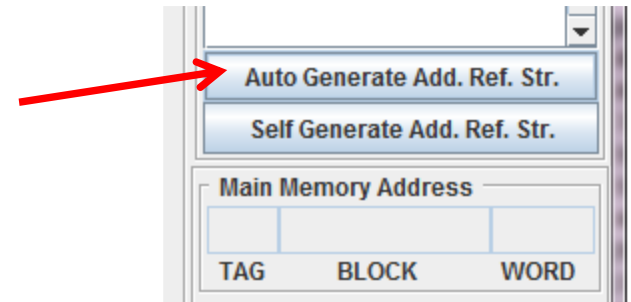 Auto Generate Add. Ref. Str.
Self Generate Add. Ref. Str.
Main Memory Address
TAG BLOCK WORD